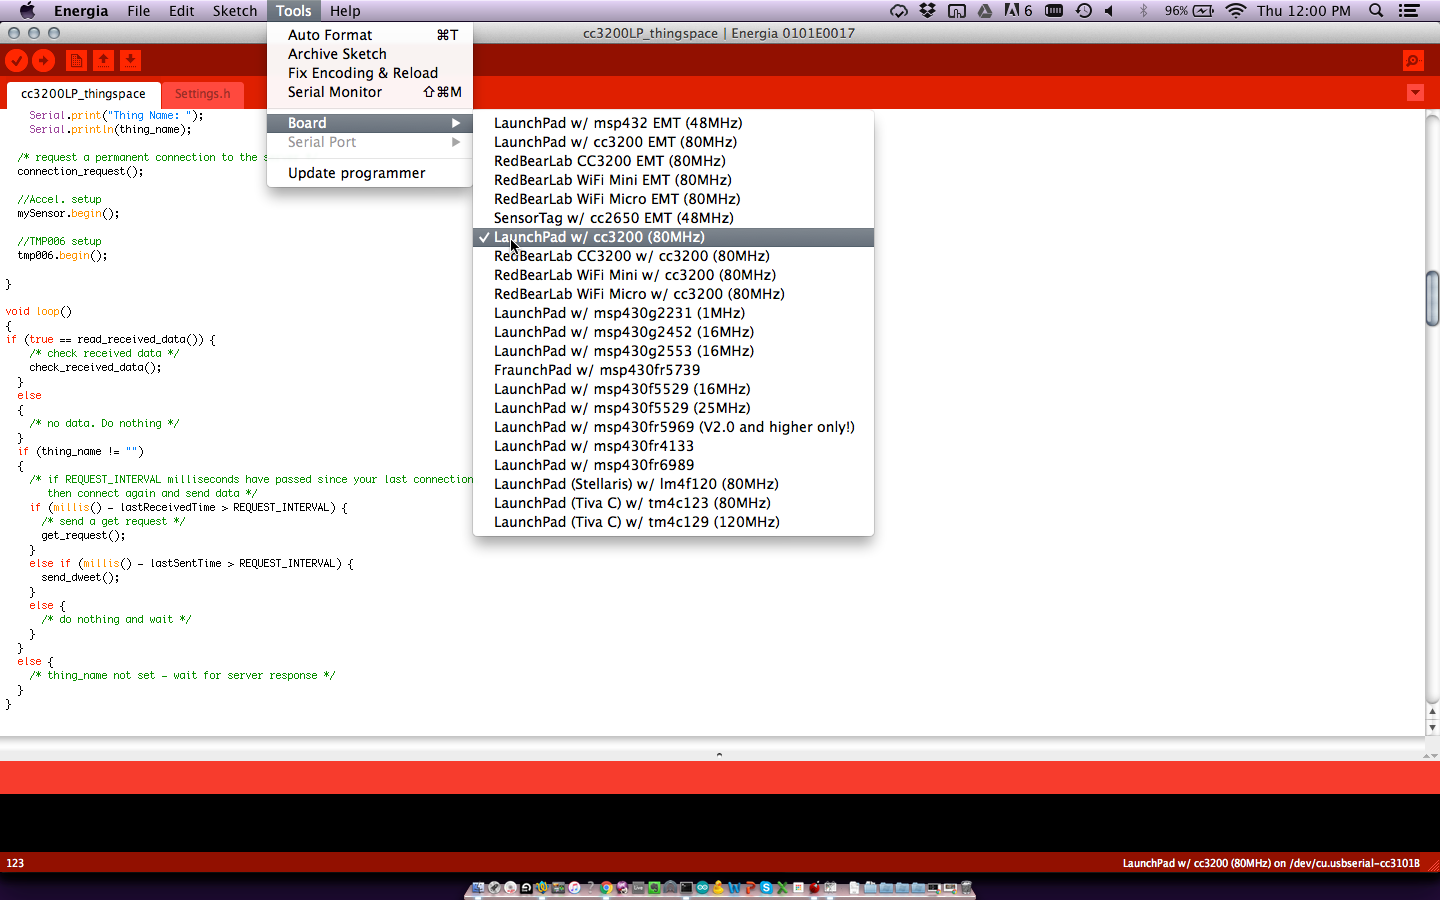 Energia File Edit Sketch Tools Help 6 96% Thu 12:00 PM
cc3200LP_thingspace | Energia 0101E0017
Auto Format ⌘T
Archive Sketch
Fix Encoding & Reload
Serial Monitor ⇧⌘M
Board
Serial Port
Update programmer
LaunchPad w/ msp432 EMT (48MHz)
LaunchPad w/ cc3200 EMT (80MHz)
RedBearLab CC3200 EMT (80MHz)
RedBearLab WiFi Mini EMT (80MHz)
RedBearLab WiFi Micro EMT (80MHz)
SensorTag w/ cc2650 EMT (48MHz)
✓ LaunchPad w/ cc3200 (80MHz)
RedBearLab CC3200 w/ cc3200 (80MHz)
RedBearLab WiFi Mini w/ cc3200 (80MHz)
RedBearLab WiFi Micro w/ cc3200 (80MHz)
LaunchPad w/ msp430g2231 (1MHz)
LaunchPad w/ msp430g2452 (16MHz)
LaunchPad w/ msp430g2553 (16MHz)
FraunchPad w/ msp430fr5739
LaunchPad w/ msp430f5529 (16MHz)
LaunchPad w/ msp430f5529 (25MHz)
LaunchPad w/ msp430fr5969 (V2.0 and higher only!)
LaunchPad w/ msp430fr4133
LaunchPad w/ msp430fr6989
LaunchPad (Stellaris) w/ lm4f120 (80MHz)
LaunchPad (Tiva C) w/ tm4c123 (80MHz)
LaunchPad (Tiva C) w/ tm4c129 (120MHz)
cc3200LP_thingspace Settings.h
Serial.print("Thing Name: ");
Serial.println(thing_name);
/* request a permanent connection to the s
connection_request();
//Accel. setup
mySensor.begin();
//TMP006 setup
tmp006.begin();
}
void loop()
{
if (true == read_received_data()) {
/* check received data */
check_received_data();
}
else
{
/* no data. Do nothing */
}
if (thing_name != "")
{
/* if REQUEST_INTERVAL milliseconds have passed since your last connection
then connect again and send data */
if (millis() - lastReceivedTime > REQUEST_INTERVAL) {
/* send a get request */
get_request();
}
else if (millis() - lastSentTime > REQUEST_INTERVAL) {
send_dweet();
}
else {
/* do nothing and wait */
}
}
else {
/* thing_name not set - wait for server response */
}
}
123
LaunchPad w/ cc3200 (80MHz) on /dev/cu.usbserial-cc3101B